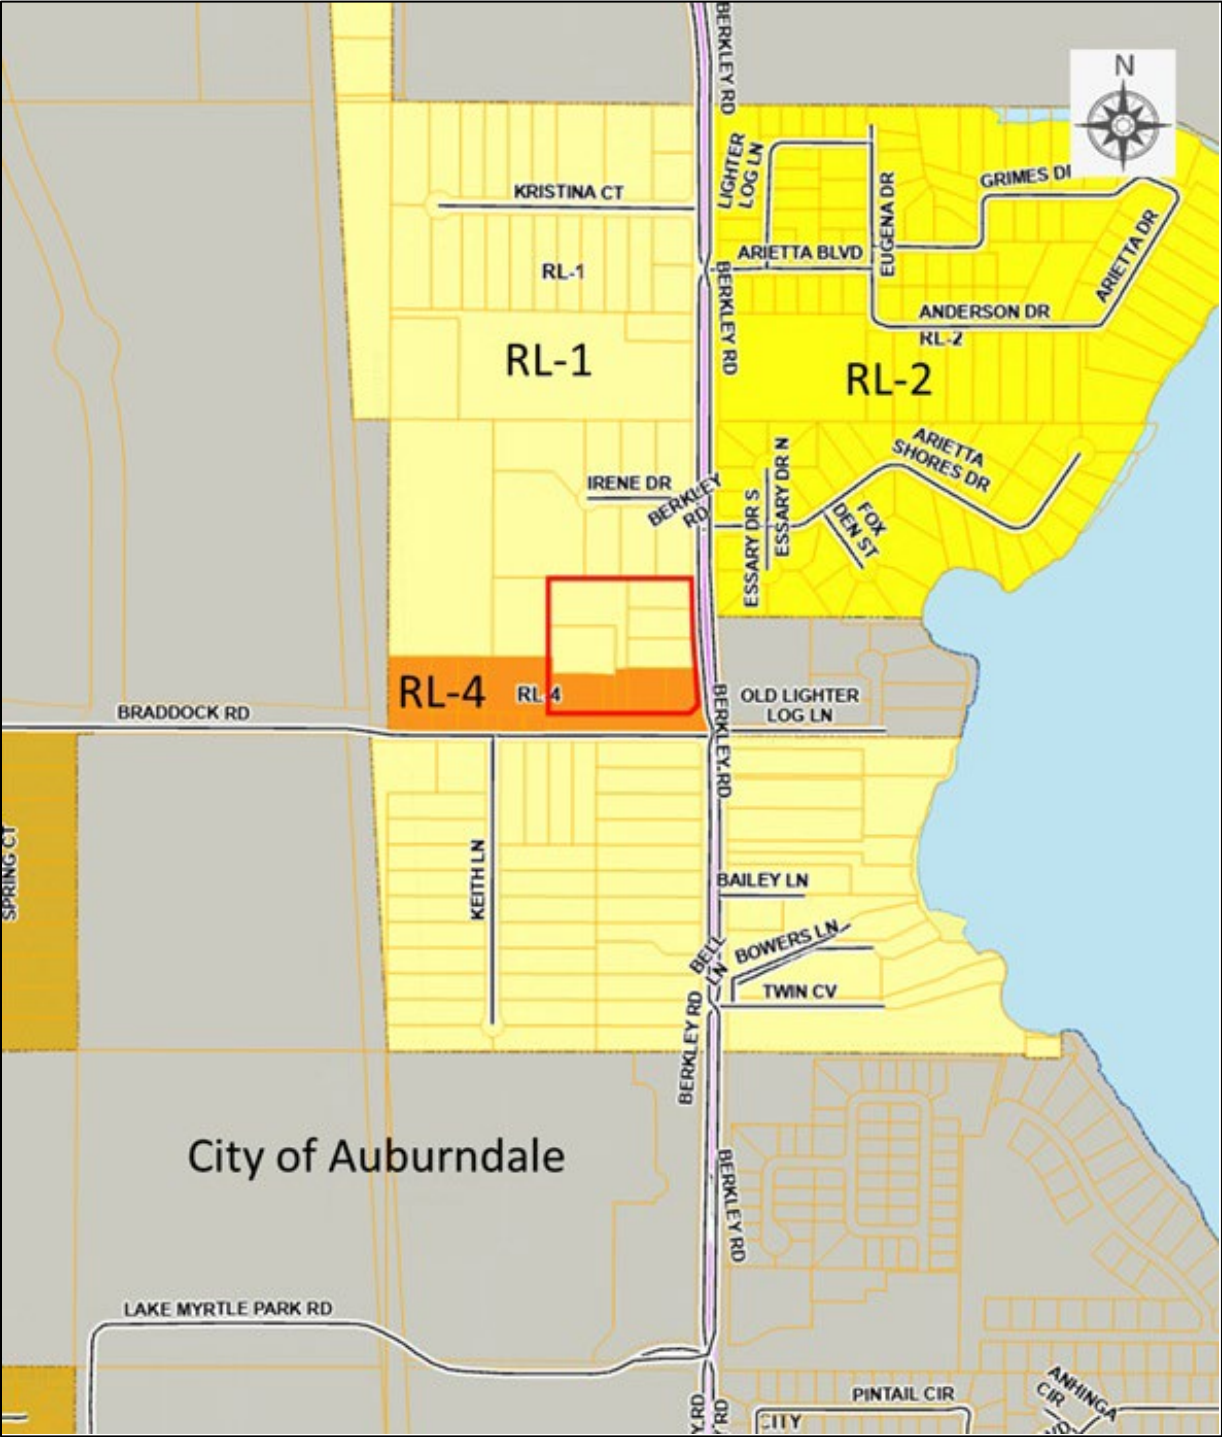 BERKLEY RD
N
LIGHTER
LOG LN
KRISTINA CT
EUGENA DR
GRIMES
ARIETTA DR
ARIETTA BLVD
RL-1
BERKLEY RD
ANDERSON DR
RL-2
RL-1
RL-2
ARIETTA
SHORES DR
IRENE DR
BERKLEY
RD
ESSARY DR S
ESSARY DR N
FOX
DEN ST
RL-4
RL-4
BERKLEY RD
OLD LIGHTER
LOG LN
BRADDOCK RD
SPRING CT
KEITH LN
BAILEY LN
BELL
LN
BOWERS LN
TWIN CV
BERKLEY RD
City of Auburndale
BERKLEY RD
LAKE MYRTLE PARK RD
PINTAIL CIR
ANHINGA
CIR
CITY
RD
RD